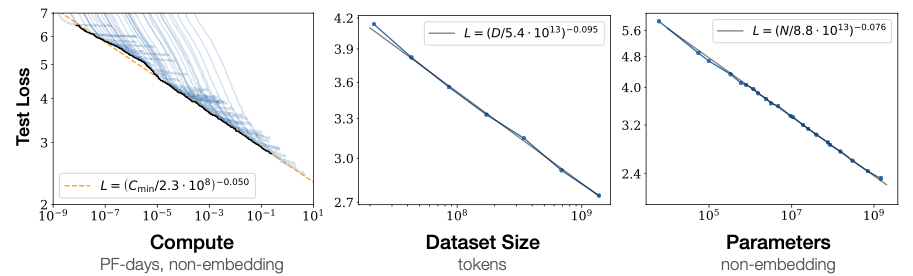 Test Loss
7
6
5
4
3
2
L = (C_min/2.3 · 10^8)^−0.050
10^−9 10^−7 10^−5 10^−3 10^−1 10^1
Compute
PF-days, non-embedding
4.2
3.9
3.6
3.3
3.0
2.7
L = (D/5.4 · 10^13)^−0.095
10^8 10^9
Dataset Size
tokens
5.6
4.8
4.0
3.2
2.4
L = (N/8.8 · 10^13)^−0.076
10^5 10^7 10^9
Parameters
non-embedding